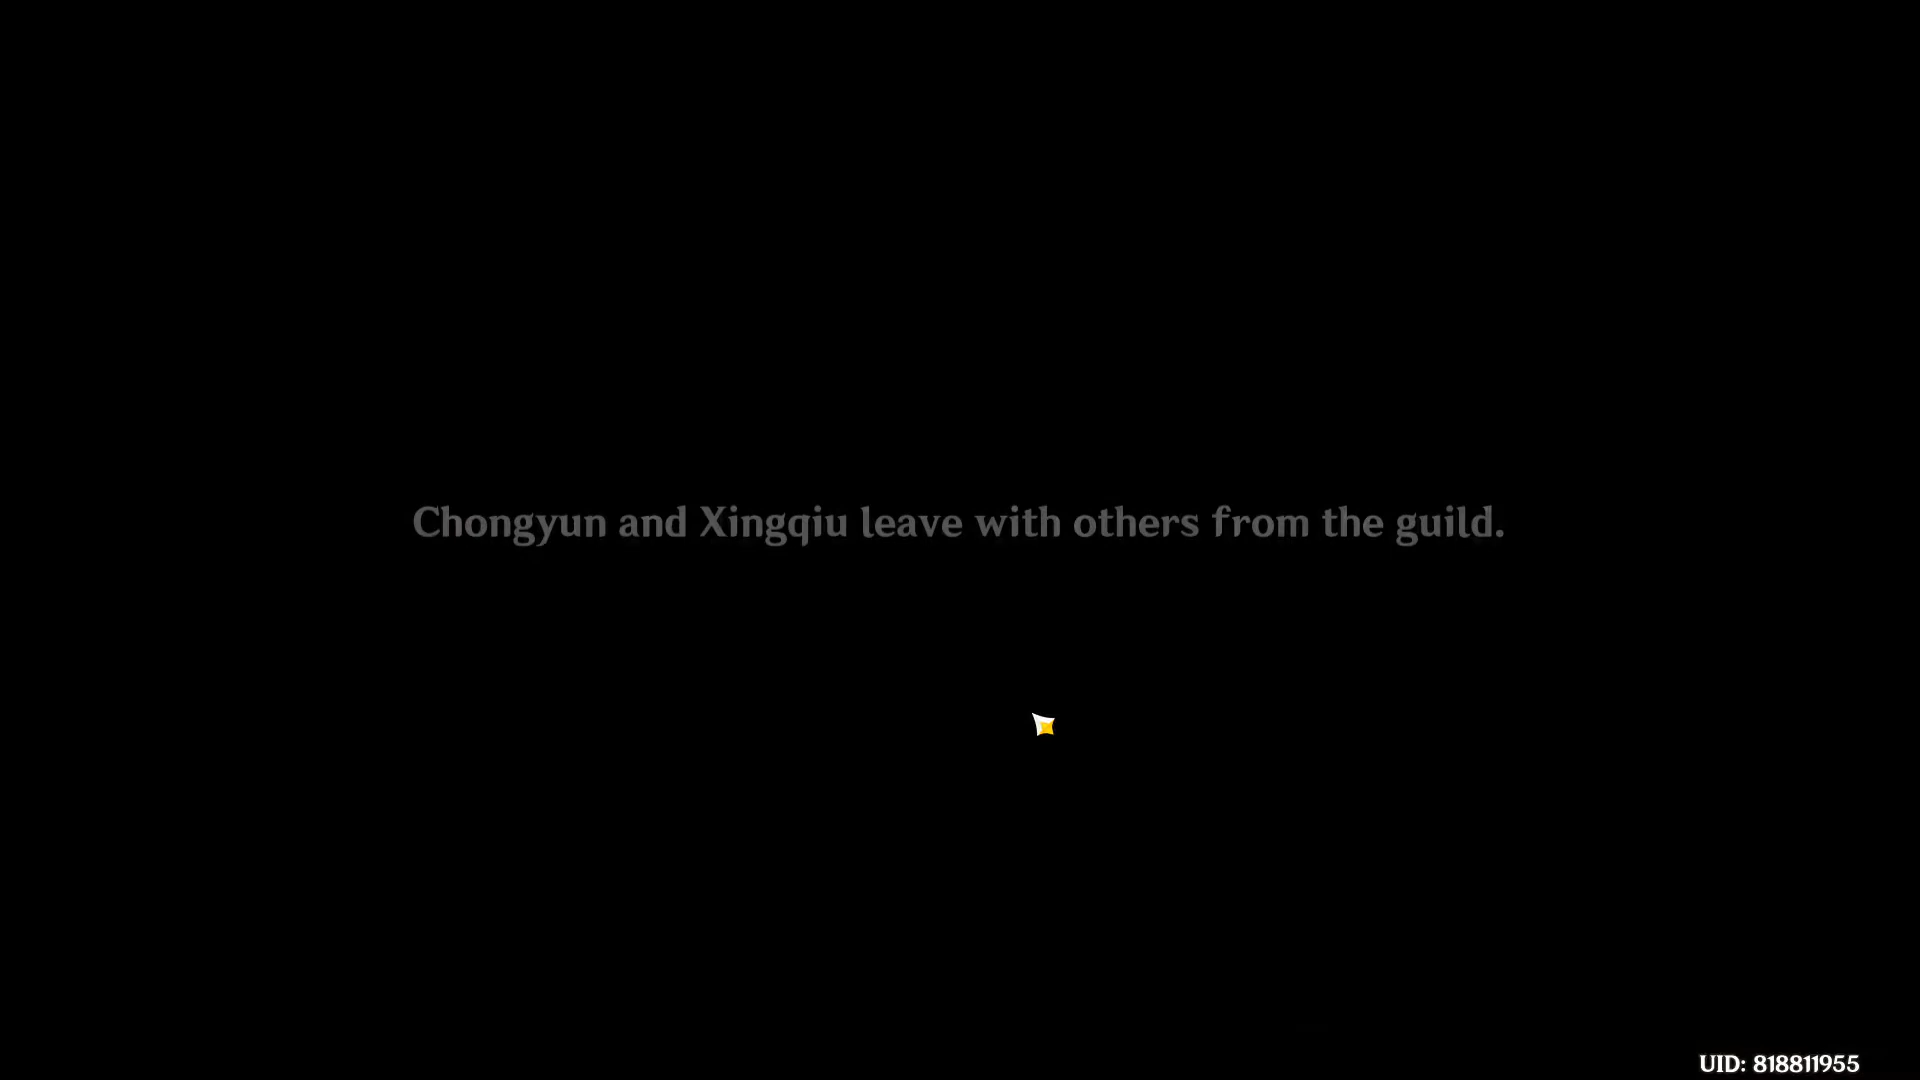 Chongyun and Xingqiu leave with others from the guild.
UID: 818811955